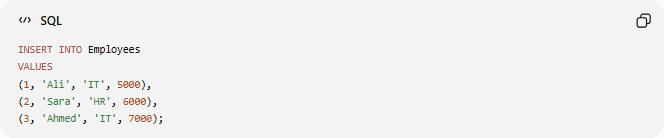 SQL
INSERT INTO Employees
VALUES
(1, 'Ali', 'IT', 5000),
(2, 'Sara', 'HR', 6000),
(3, 'Ahmed', 'IT', 7000);